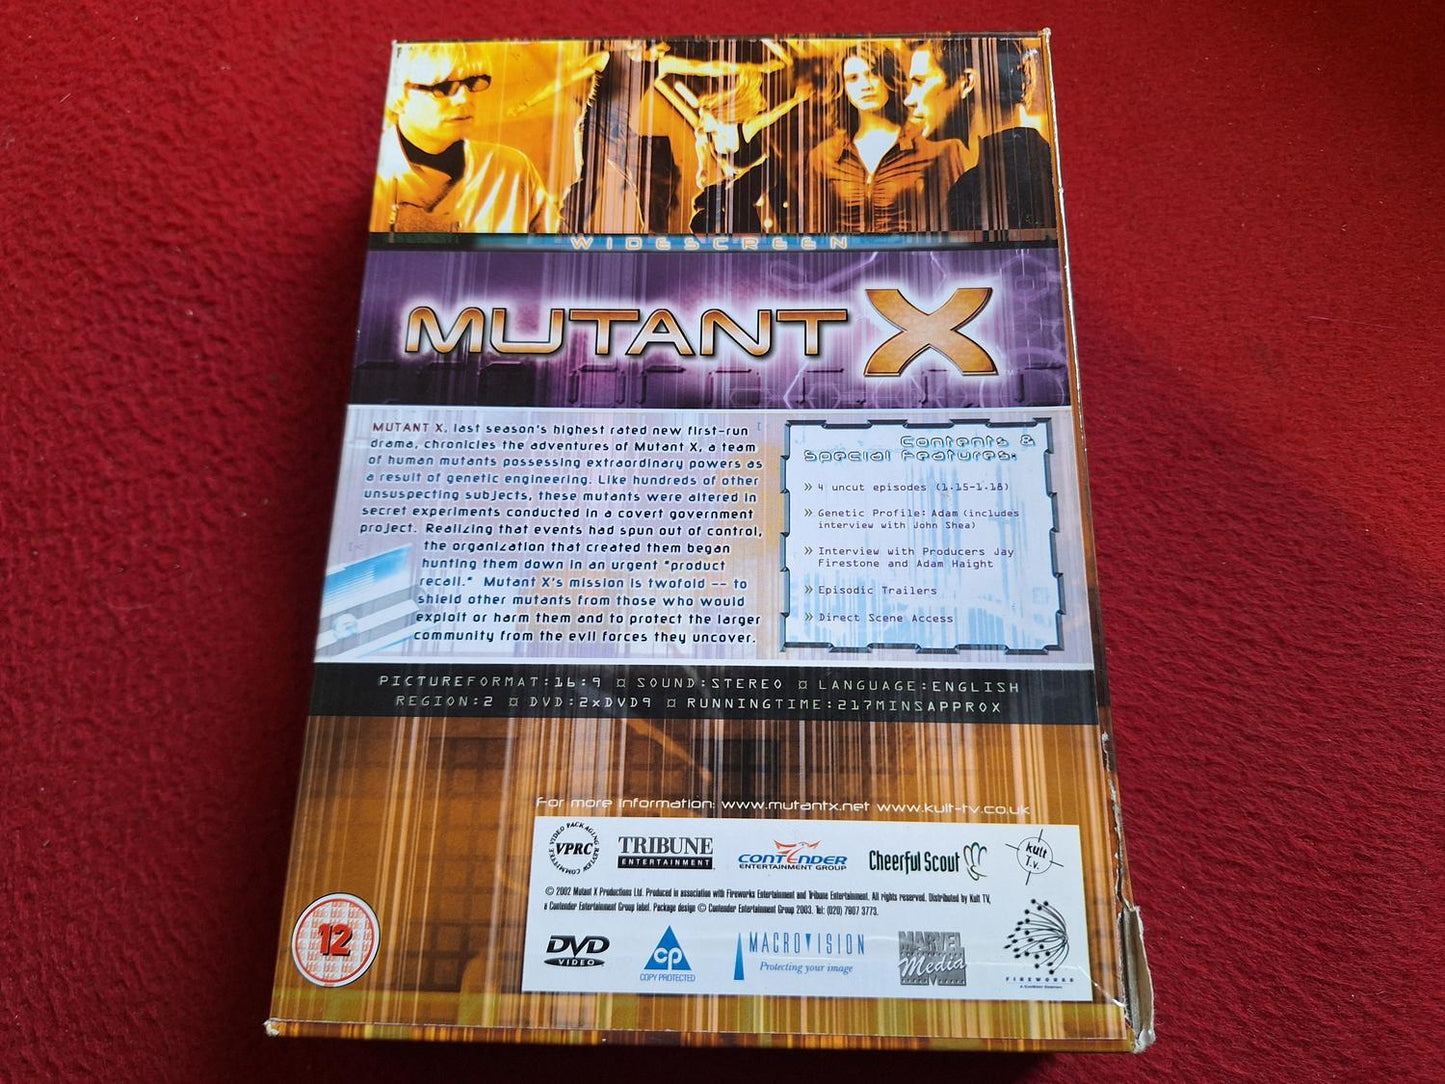 WIDESCREEN
MUTANT X
MUTANT X, last season's highest rated new first-run
drama, chronicles the adventures of Mutant X, a team
of human mutants possessing extraordinary powers as
a result of genetic engineering. Like hundreds of other
unsuspecting subjects, these mutants were altered in
secret experiments conducted in a covert government
project. Realizing that events had spun out of control,
the organization that created them began
hunting them down in an urgent "product
recall." Mutant X's mission is twofold -- to
shield other mutants from those who would
exploit or harm them and to protect the larger
community from the evil forces they uncover.
Contents &
Special Features:
» 4 uncut episodes (1.15-1.18)
» Genetic Profile: Adam (includes
interview with John Shea)
» Interview with Producers Jay
Firestone and Adam Haight
» Episodic Trailers
» Direct Scene Access
PICTUREFORMAT:16:9 ¤ SOUND:STEREO ¤ LANGUAGE:ENGLISH
REGION:2 ¤ DVD:2xDVD9 ¤ RUNNINGTIME:217MINSAPPROX
For more information: www.mutantx.net www.kult-tv.co.uk
VIDEO PACKAGING REVIEW COMMITTEE
VPRC
TRIBUNE
ENTERTAINMENT
CONTENDER
ENTERTAINMENT GROUP
Cheerful Scout
kult
T.v.
© 2002 Mutant X Productions Ltd. Produced in association with Fireworks Entertainment and Tribune Entertainment. All rights reserved. Distributed by Kult TV,
a Contender Entertainment Group label. Package design © Contender Entertainment Group 2003. Tel: (020) 7907 3773.
12
DVD
VIDEO
CP
COPY PROTECTED
MACROVISION
Protecting your image
MARVEL
Media
FIREWORKS